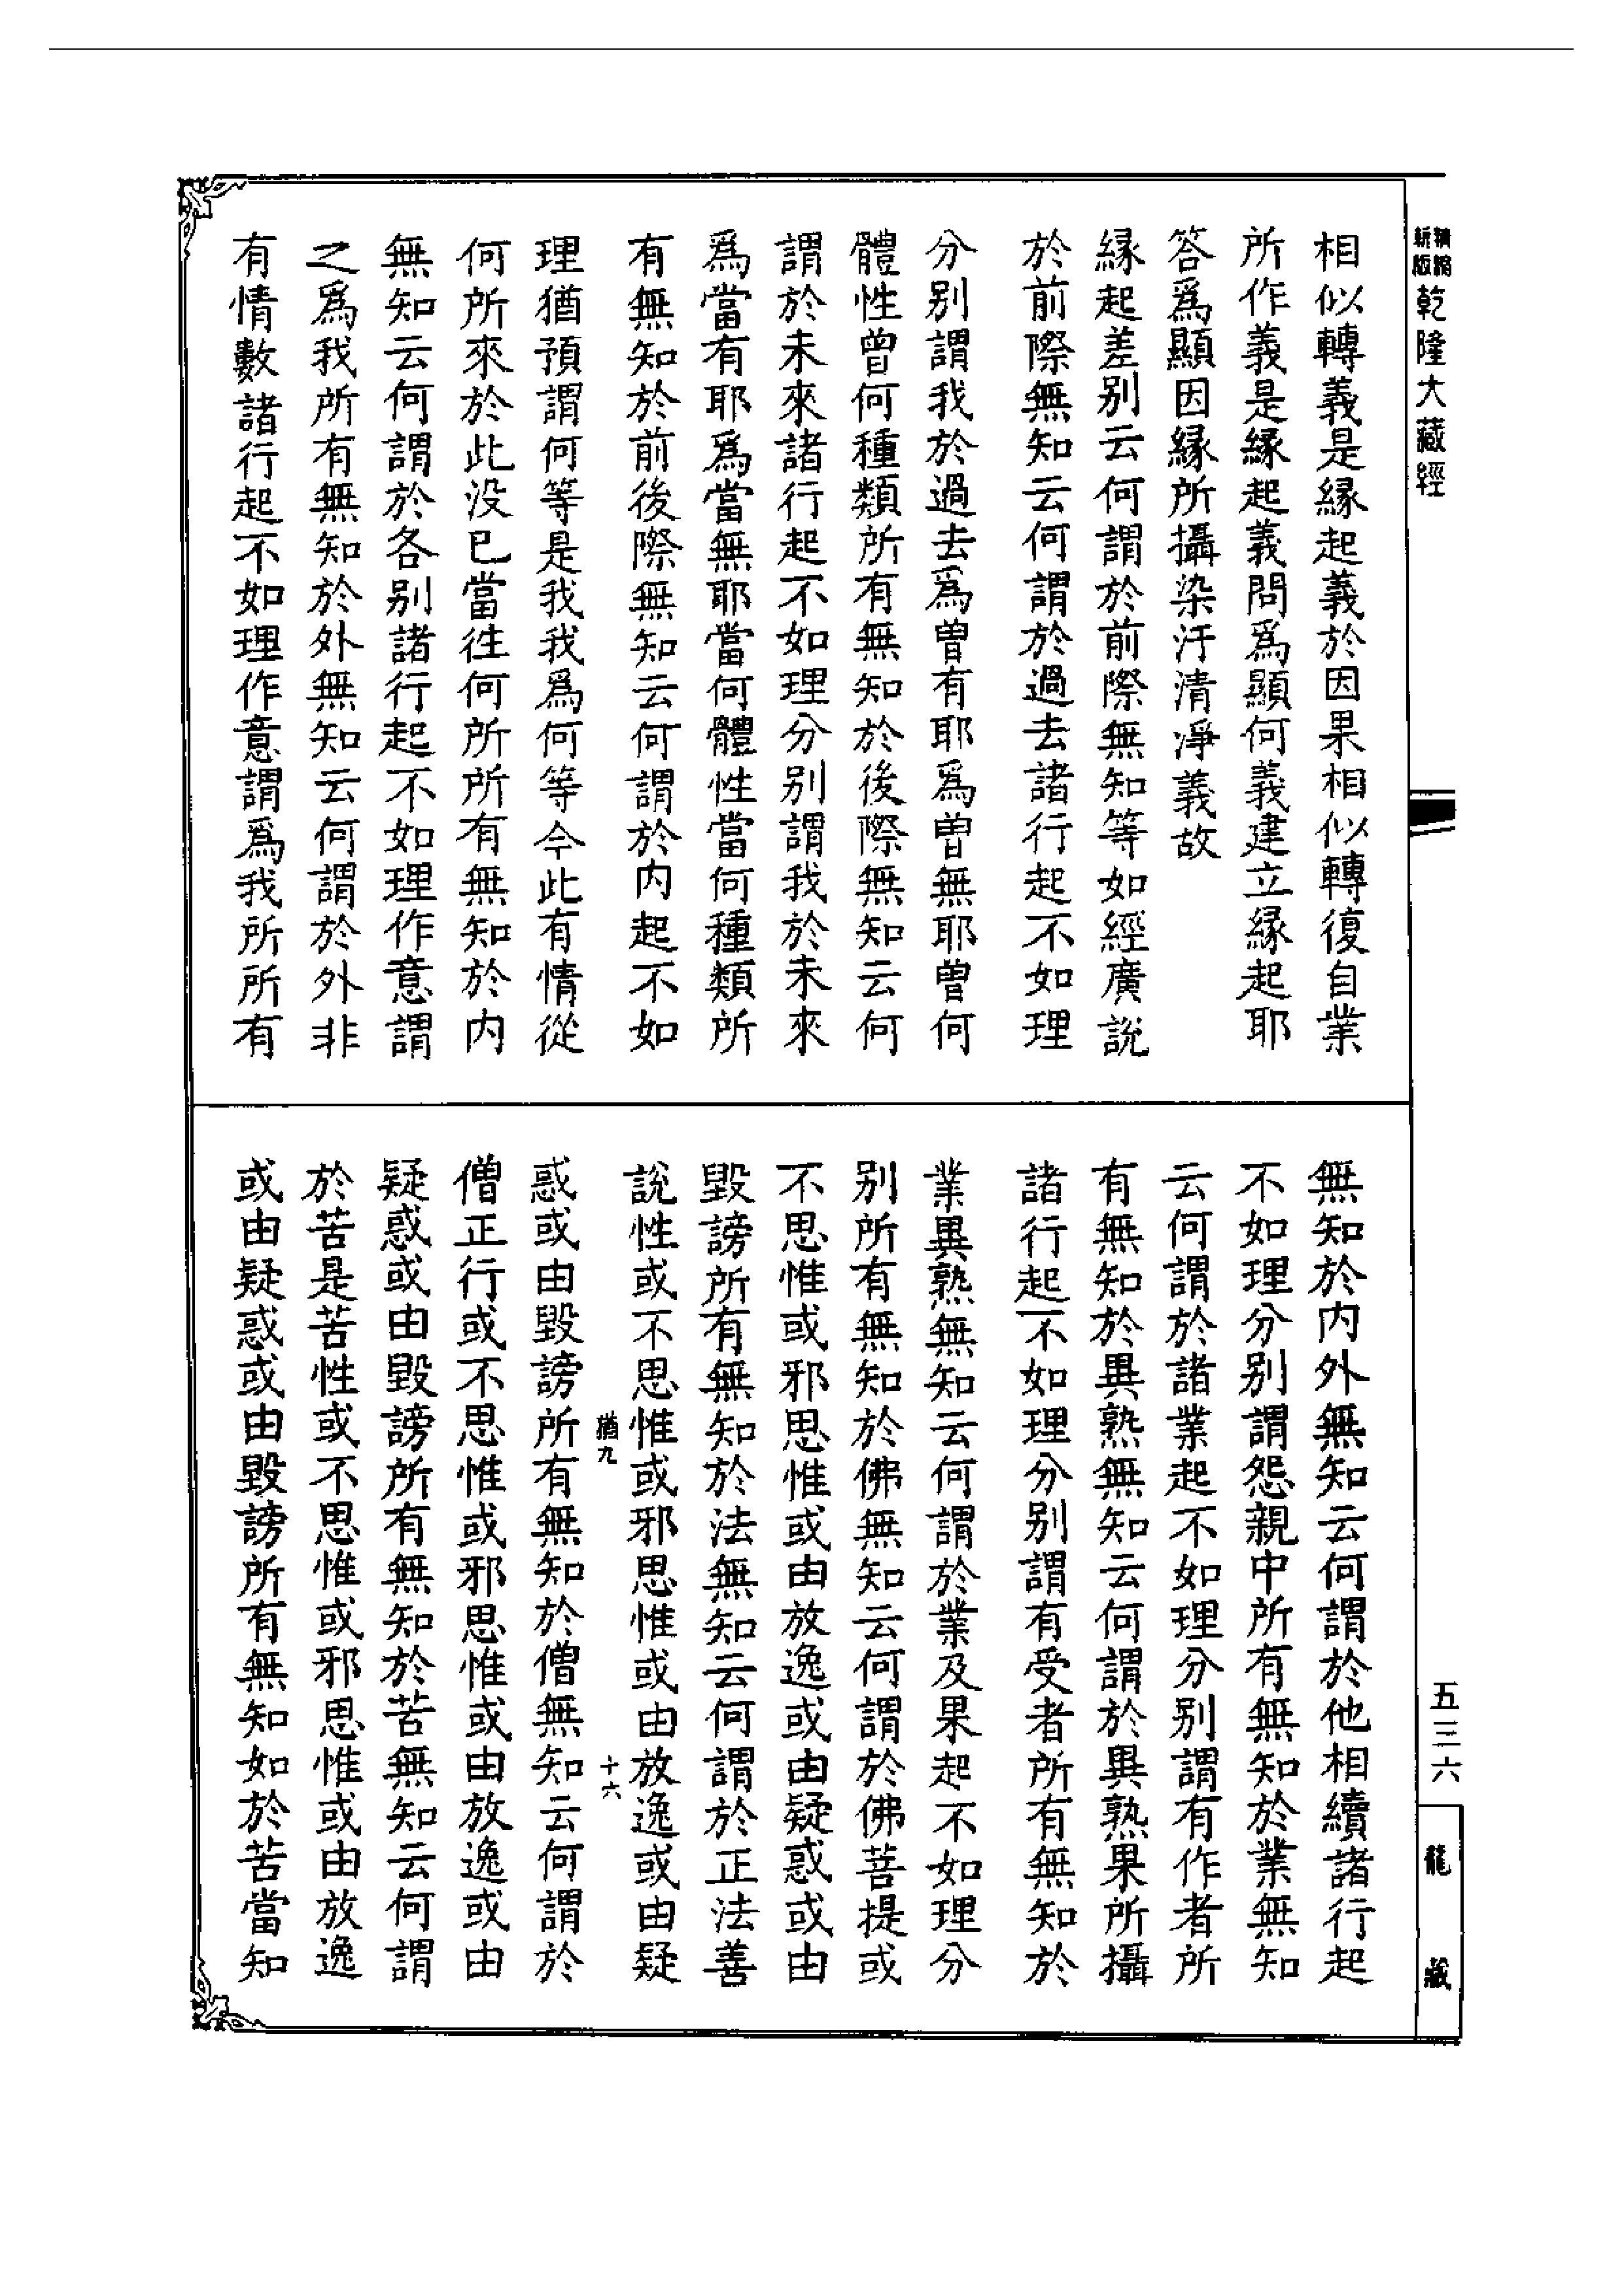 精縮新版乾隆大藏經
相似轉義是縁起義於因果相似轉復自業
所作義是縁起義問爲顯何義建立縁起耶
答爲顯因縁所攝染汙清淨義故
縁起差别云何謂於前際無知等如經廣說
於前際無知云何謂於過去諸行起不如理
分别謂我於過去爲曾有耶爲曾無耶曾何
體性曾何種類所有無知於後際無知云何
謂於未來諸行起不如理分别謂我於未來
爲當有耶爲當無耶當何體性當何種類所
有無知於前後際無知云何謂於内起不如
理猶預謂何等是我我爲何等今此有情從
何所來於此没已當往何所所有無知於内
無知云何謂於各别諸行起不如理作意謂
之爲我所有無知於外無知云何謂於外非
有情數諸行起不如理作意謂爲我所所有
無知於内外無知云何謂於他相續諸行起
不如理分别謂怨親中所有無知於業無知
云何謂於諸業起不如理分别謂有作者所
有無知於異熟無知云何謂於異熟果所攝
諸行起不如理分别謂有受者所有無知於
業異熟無知云何謂於業及果起不如理分
别所有無知於佛無知云何謂於佛菩提或
不思惟或邪思惟或由放逸或由疑惑或由
毀謗所有無知於法無知云何謂於正法善
說性或不思惟或邪思惟或由放逸或由疑
猶九 十六
惑或由毀謗所有無知於僧無知云何謂於
僧正行或不思惟或邪思惟或由放逸或由
疑惑或由毀謗所有無知於苦無知云何謂
於苦是苦性或不思惟或邪思惟或由放逸
或由疑惑或由毀謗所有無知如於苦當知
五三六
龍藏